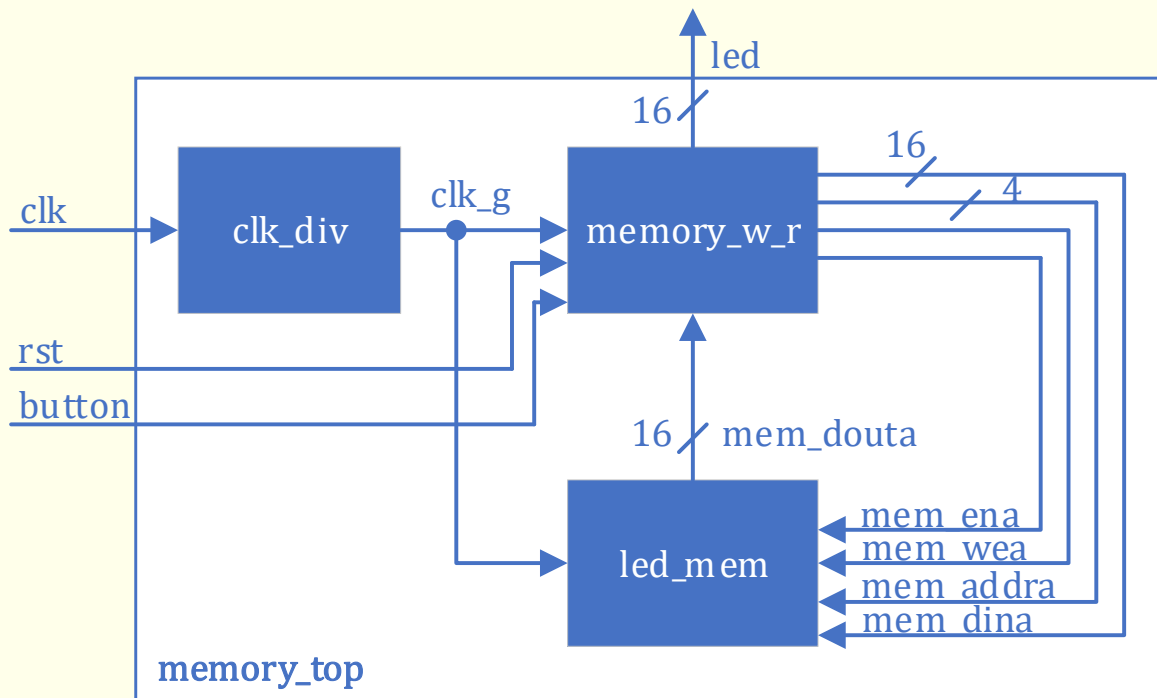 led
16
16
4
clk
clk_div
clk_g
memory_w_r
rst
button
16
mem_douta
mem_ena
mem_wea
mem_addra
mem_dina
led_mem
memory_top